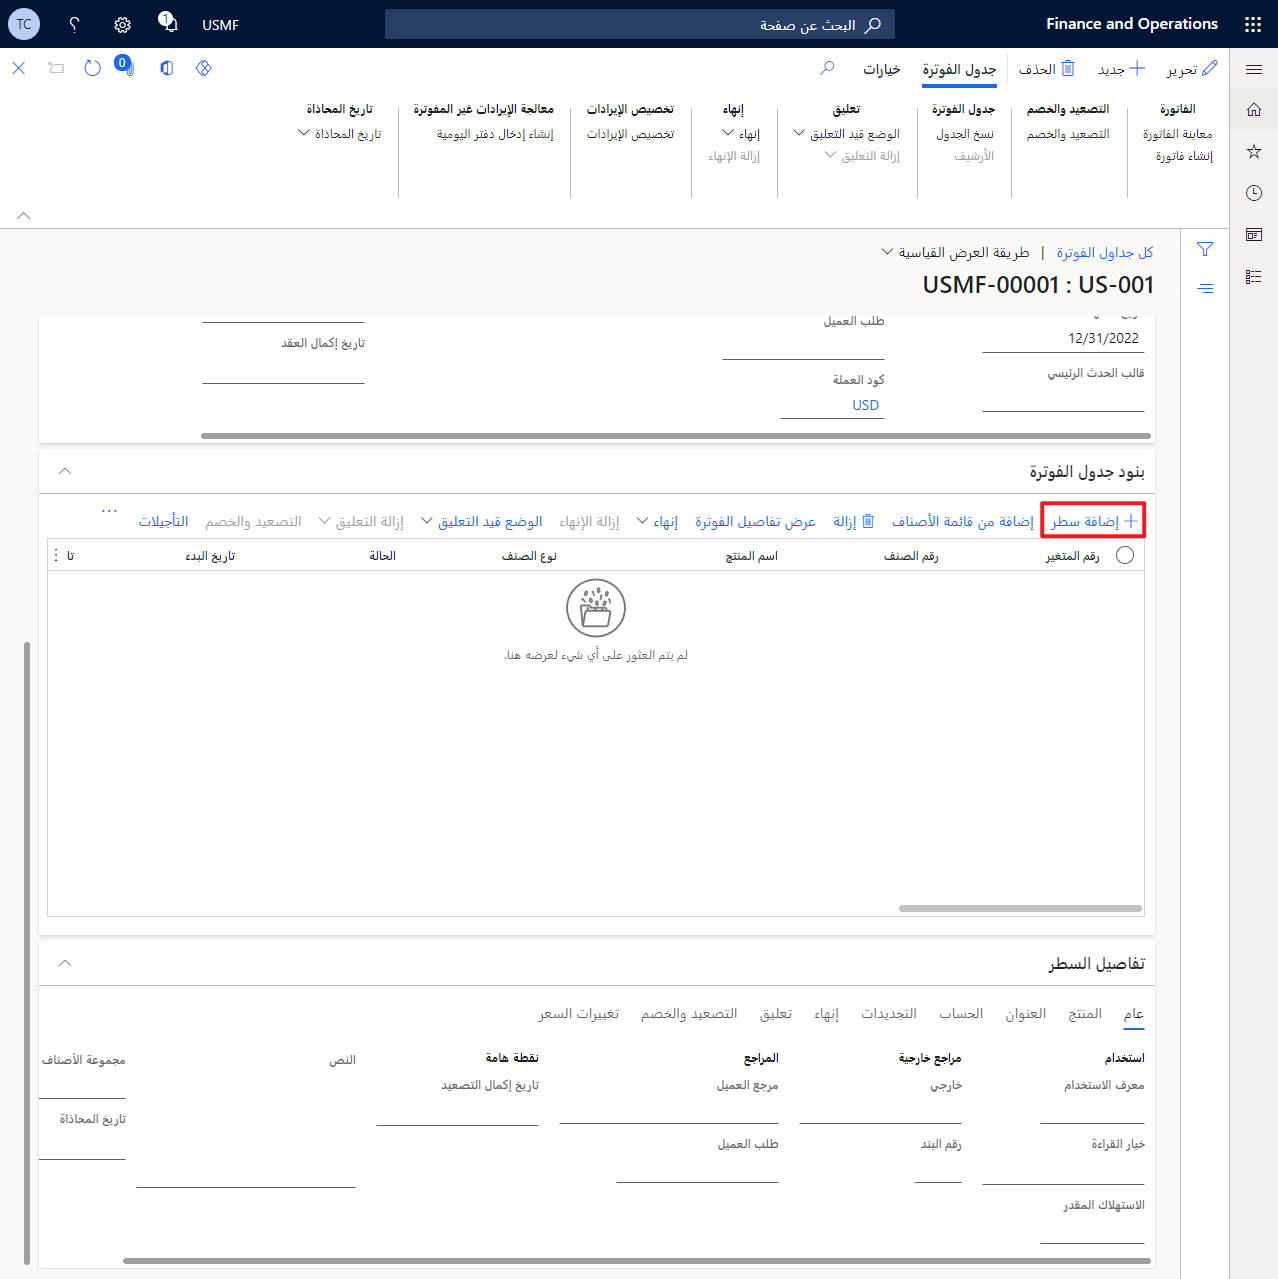 Finance and Operations
البحث عن صفحة
USMF
1
TC
تحرير
جديد
الحذف
جدول الفوترة
خيارات
0
الفاتورة
معاينة الفاتورة
إنشاء فاتورة
التصعيد والخصم
التصعيد والخصم
جدول الفوترة
نسخ الجدول
الأرشيف
تعليق
الوضع قيد التعليق
إزالة التعليق
إنهاء
إنهاء
إزالة الإنهاء
تخصيص الإيرادات
تخصيص الإيرادات
معالجة الإيرادات غير المفوترة
إنشاء إدخال دفتر اليومية
تاريخ المحاذاة
تاريخ المحاذاة
كل جداول الفوترة | طريقة العرض القياسية
USMF-00001 : US-001
12/31/2022
قالب الحدث الرئيسي
طلب العميل
كود العملة
USD
تاريخ إكمال العقد
بنود جدول الفوترة
إضافة سطر
إضافة من قائمة الأصناف
إزالة
عرض تفاصيل الفوترة
إنهاء
إزالة الإنهاء
الوضع قيد التعليق
إزالة التعليق
التصعيد والخصم
التأجيلات
...
رقم المتغير
رقم الصنف
اسم المنتج
نوع الصنف
الحالة
تاريخ البدء
تا
لم يتم العثور على أي شيء لعرضه هنا.
تفاصيل السطر
عام
المنتج
العنوان
الحساب
التجديدات
إنهاء
تعليق
التصعيد والخصم
تغييرات السعر
استخدام
معرف الاستخدام
خيار القراءة
الاستهلاك المقدر
مراجع خارجية
خارجي
رقم البند
المراجع
مرجع العميل
طلب العميل
نقطة هامة
تاريخ إكمال التصعيد
النص
مجموعة الأصناف
تاريخ المحاذاة